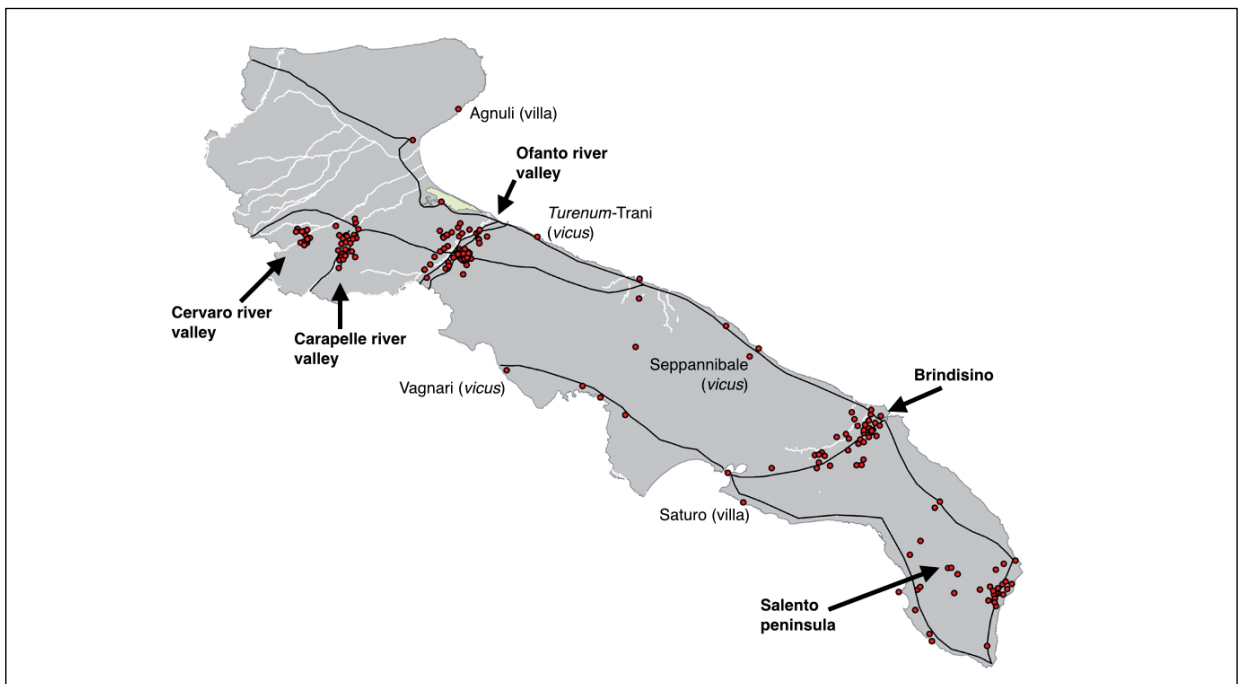 Agnuli (villa)
Ofanto river
valley
Turenum-Trani
(vicus)
Cervaro river
valley
Carapelle river
valley
Vagnari (vicus)
Seppannibale
(vicus)
Brindisino
Saturo (villa)
Salento
peninsula